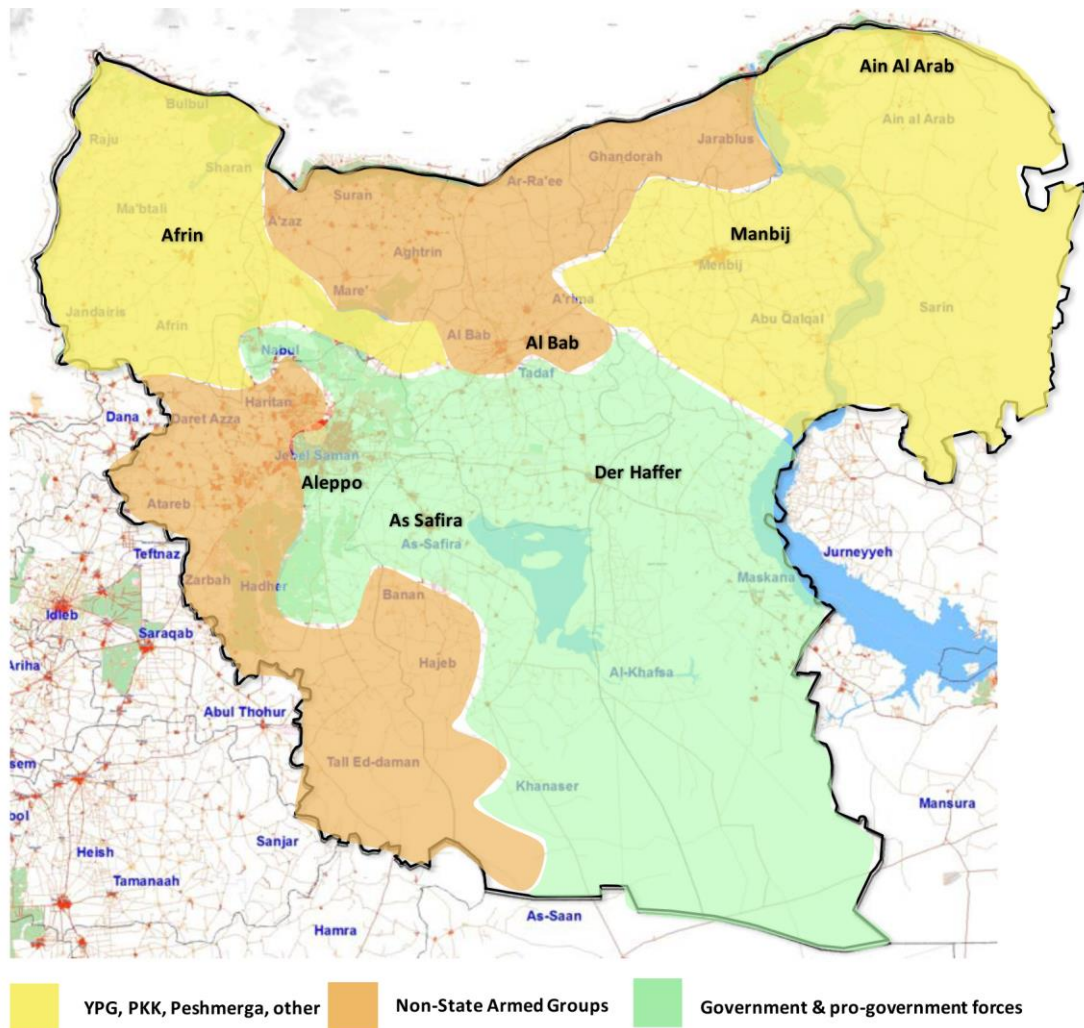 Ain Al Arab
Bulbul
Ain al Arab
Raju
Jarablus
Ghandorah
Sharan
Ar-Ra'ee
Suran
Ma'btali
A'zaz
Afrin
Manbij
Aghtrin
Menbij
Mare'
A'rima
Sarin
Jandairis
Abu Qalqal
Afrin
Al Bab
Al Bab
Nabul
Tadaf
Haritan
Dana
Daret Azza
Jebel Saman
Der Haffer
Aleppo
Atareb
As Safira
As-Safira
Teftnaz
Jurneyyeh
Zarbah
Hadher
Maskana
Banan
Idleb
Saraqab
Hajeb
Ariha
Al-Khafsa
Abul Thohur
sem
Tall Ed-daman
Khanaser
Mansura
bol
Sanjar
Heish
Tamanaah
As-Saan
Hamra
YPG, PKK, Peshmerga, other
Non-State Armed Groups
Government & pro-government forces